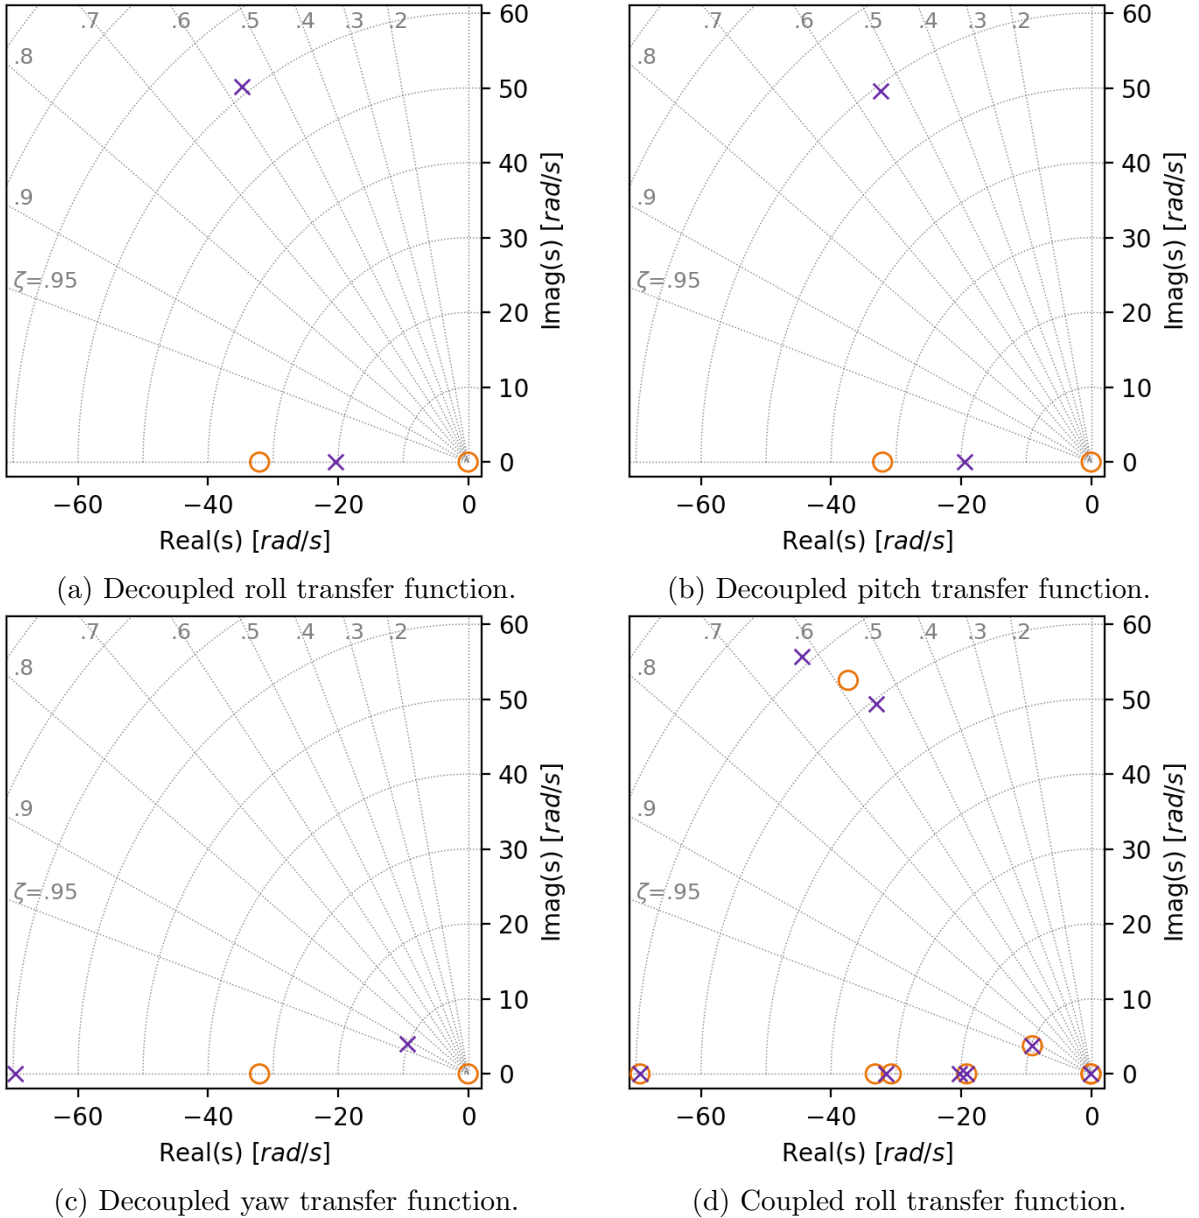 .7 .6 .5 .4 .3 .2
.8
.9
ζ=.95
60
50
40
30
20
10
0
Imag(s) [rad/s]
−60 −40 −20 0
Real(s) [rad/s]
(a) Decoupled roll transfer function.
.7 .6 .5 .4 .3 .2
.8
.9
ζ=.95
60
50
40
30
20
10
0
Imag(s) [rad/s]
−60 −40 −20 0
Real(s) [rad/s]
(b) Decoupled pitch transfer function.
.7 .6 .5 .4 .3 .2
.8
.9
ζ=.95
60
50
40
30
20
10
0
Imag(s) [rad/s]
−60 −40 −20 0
Real(s) [rad/s]
(c) Decoupled yaw transfer function.
.7 .6 .5 .4 .3 .2
.8
.9
ζ=.95
60
50
40
30
20
10
0
Imag(s) [rad/s]
−60 −40 −20 0
Real(s) [rad/s]
(d) Coupled roll transfer function.